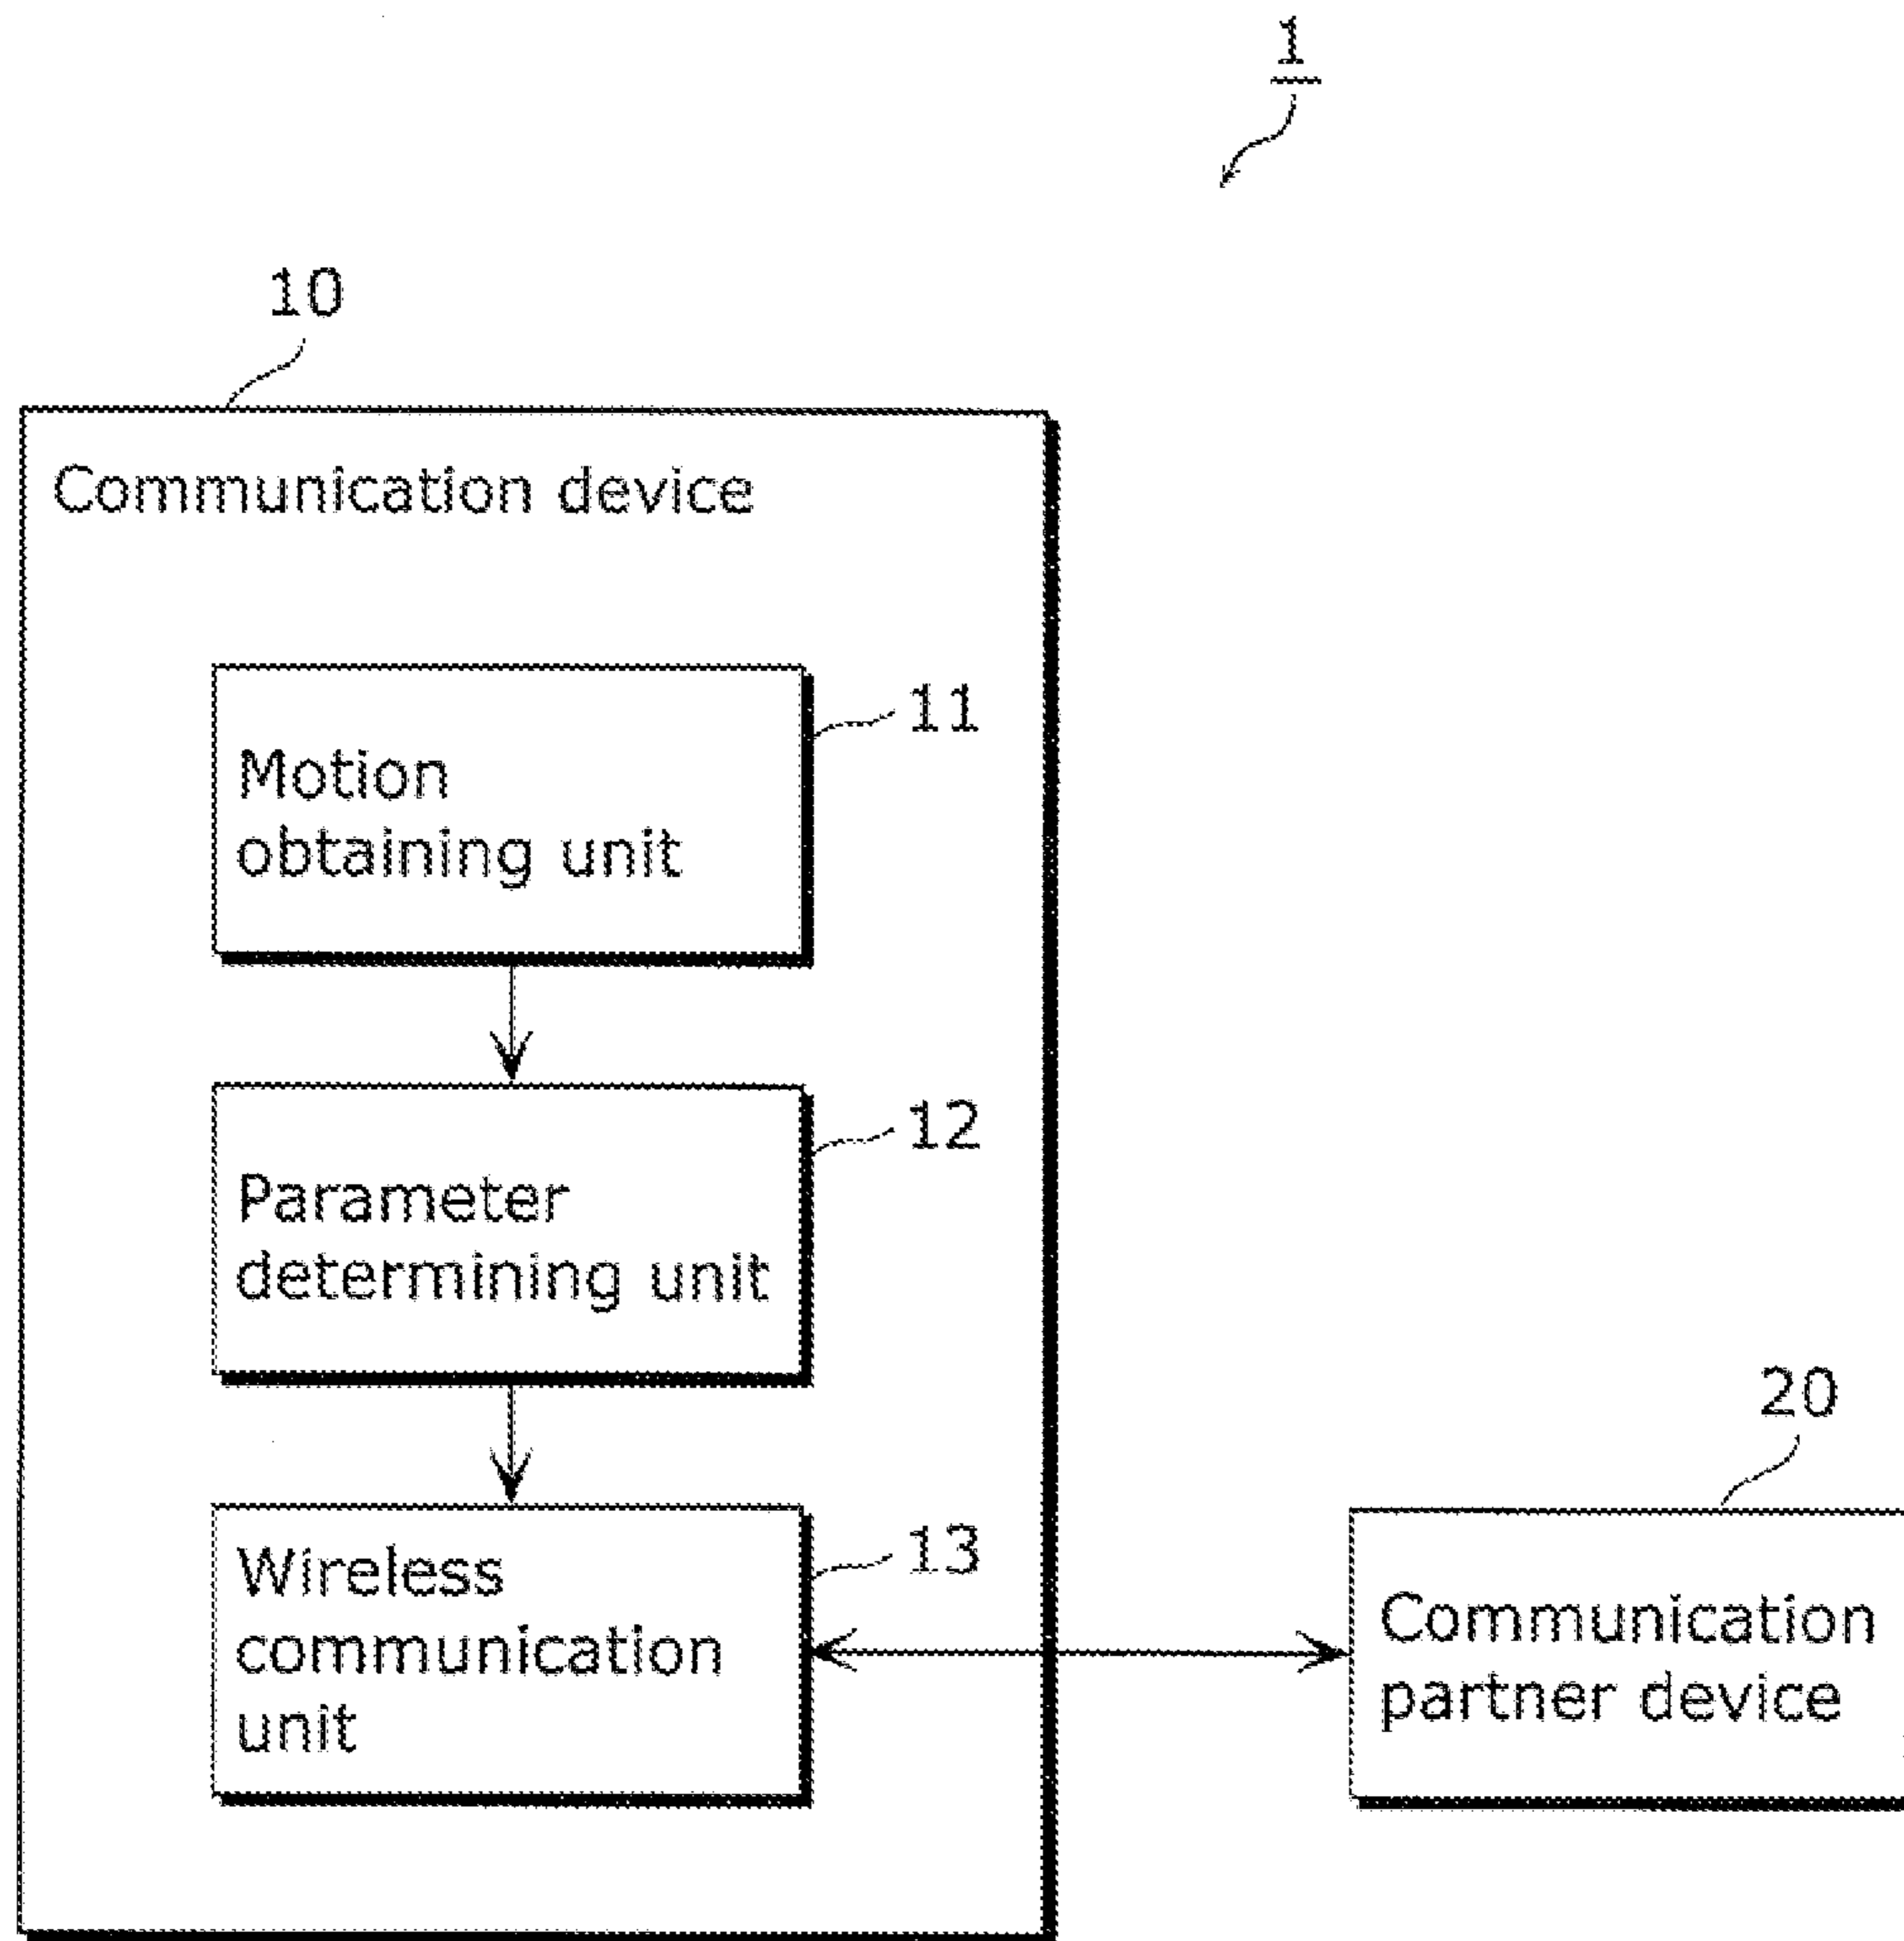 1
10
Communication device
11
Motion
obtaining unit
12
Parameter
determining unit
13
Wireless
communication
unit
20
Communication
partner device